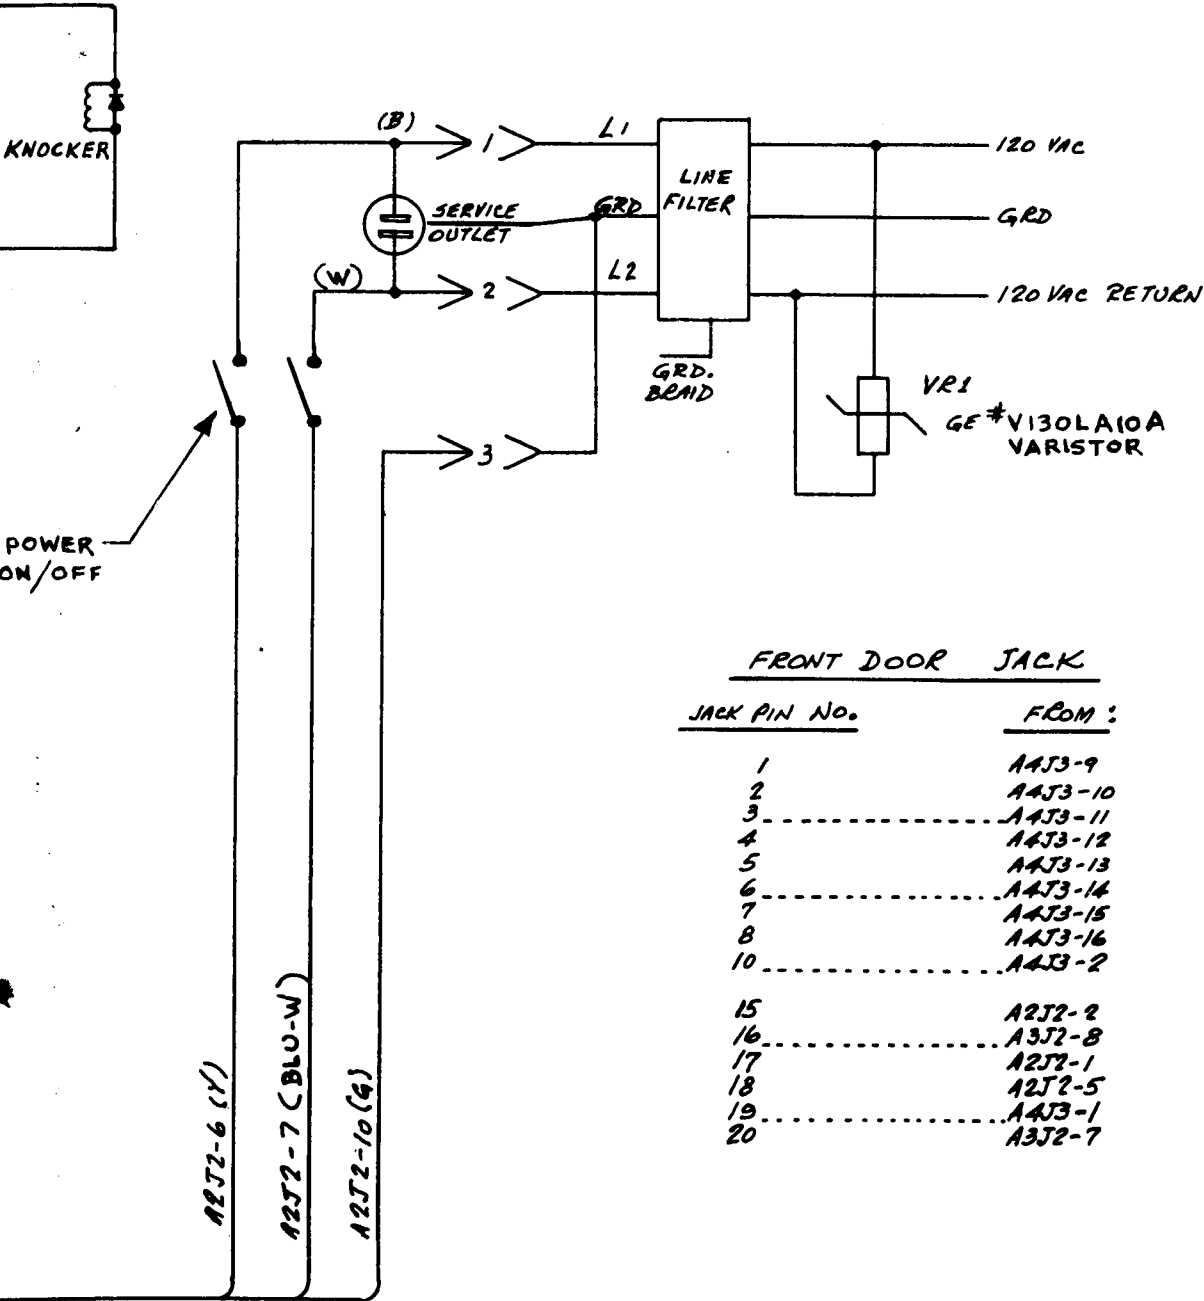 KNOCKER
(B)
1
L1
120 VAC
LINE
FILTER
SERVICE
OUTLET
GRD
GRD
(W)
2
L2
120 VAC RETURN
GRD.
BRAID
VR1
GE #V130LA10A
VARISTOR
3
POWER
ON/OFF
FRONT DOOR JACK
JACK PIN NO. FROM:
1 A4J3-9
2 A4J3-10
3 A4J3-11
4 A4J3-12
5 A4J3-13
6 A4J3-14
7 A4J3-15
8 A4J3-16
10 A4J3-2
15 A2J2-2
16 A3J2-8
17 A2J2-1
18 A2J2-5
19 A4J3-1
20 A3J2-7
A2J2-6 (Y)
A2J2-7 (BLU-W)
A2J2-10 (G)